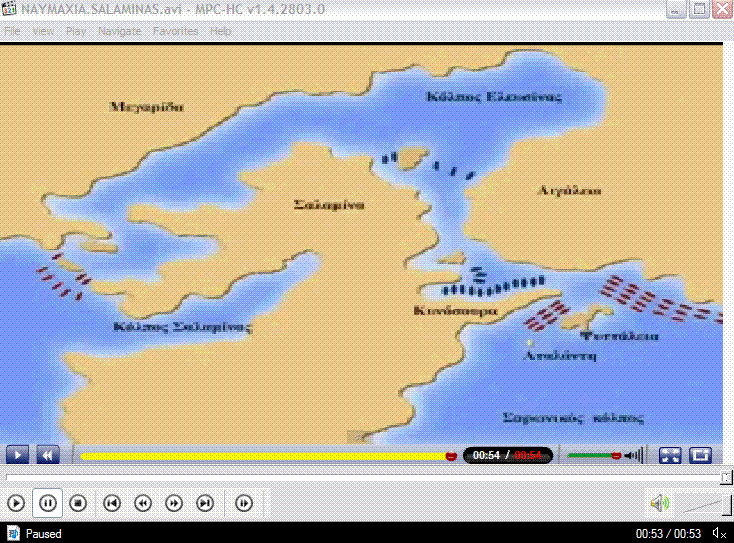 NAYMAXIA.SALAMINAS.avi - MPC-HC v1.4.2803.0
File View Play Navigate Favorites Help
Κόλπος Ελευσίνας
Μεγαρίδα
Αιγάλεω
Σαλαμίνα
Κυνόσουρα
Κόλπος Σαλαμίνας
Ψυττάλεια
Αταλάντη
Σαρωνικός κόλπος
00:54 / 00:54
Paused 00:53 / 00:53